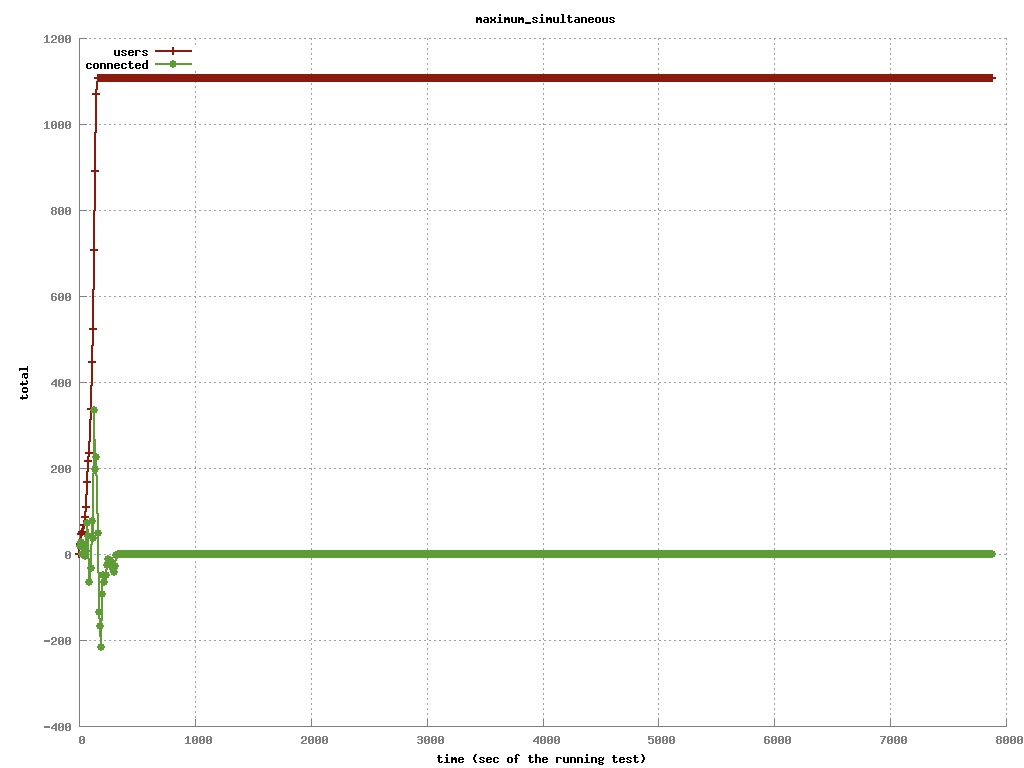 maximum_simultaneous
1200
users
connected
1000
800
600
400
total
200
0
-200
-400
0 1000 2000 3000 4000 5000 6000 7000 8000
time (sec of the running test)